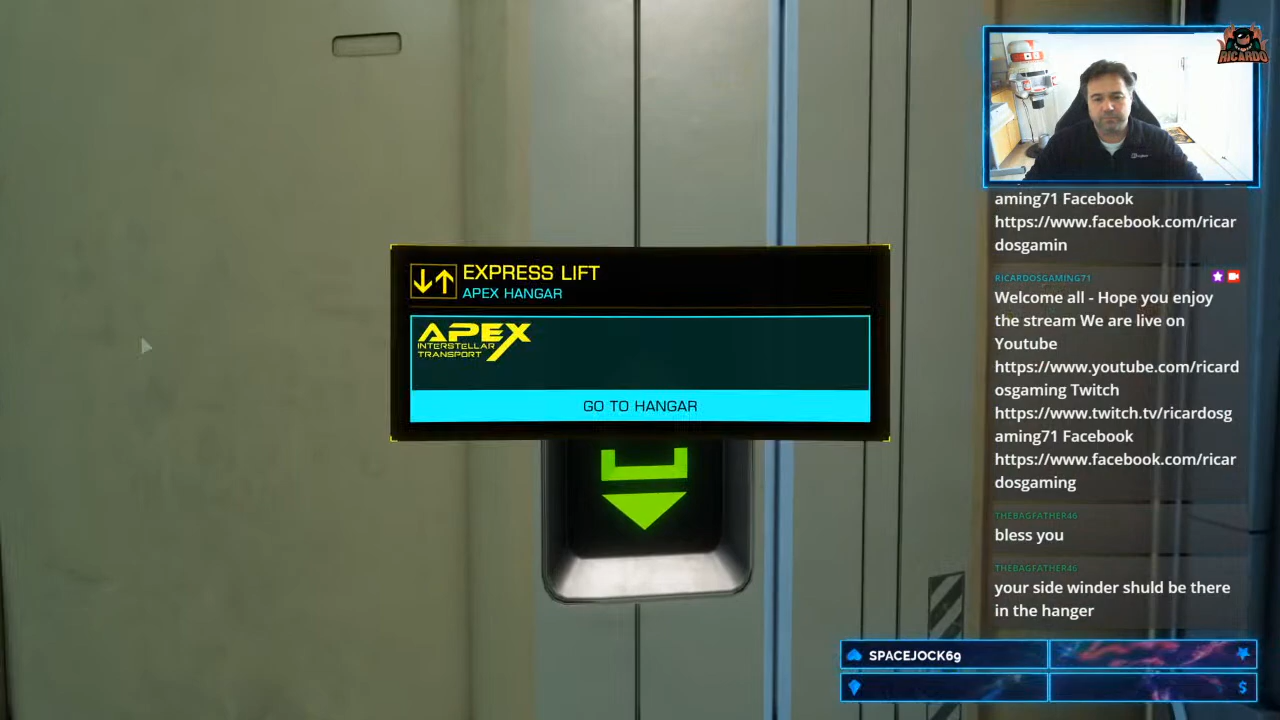 RICARDO
EXPRESS LIFT
APEX HANGAR
APEX
INTERSTELLAR
TRANSPORT
GO TO HANGAR
aming71 Facebook
https://www.facebook.com/ricar
dosgamin
RICARDOSGAMING71
Welcome all - Hope you enjoy
the stream We are live on
Youtube
https://www.youtube.com/ricard
osgaming Twitch
https://www.twitch.tv/ricardosg
aming71 Facebook
https://www.facebook.com/ricar
dosgaming
THEBAGFATHER46
bless you
THEBAGFATHER46
your side winder shuld be there
in the hanger
SPACEJOCK69
$